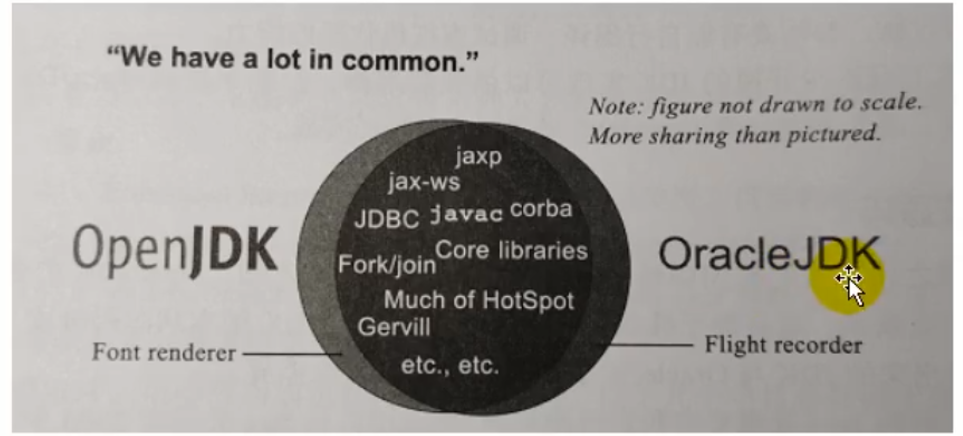 “We have a lot in common.”
Note: figure not drawn to scale.
More sharing than pictured.
jaxp
jax-ws
JDBC javac corba
Core libraries
Fork/join
Much of HotSpot
Gervill
etc., etc.
OpenJDK
OracleJDK
Font renderer
Flight recorder